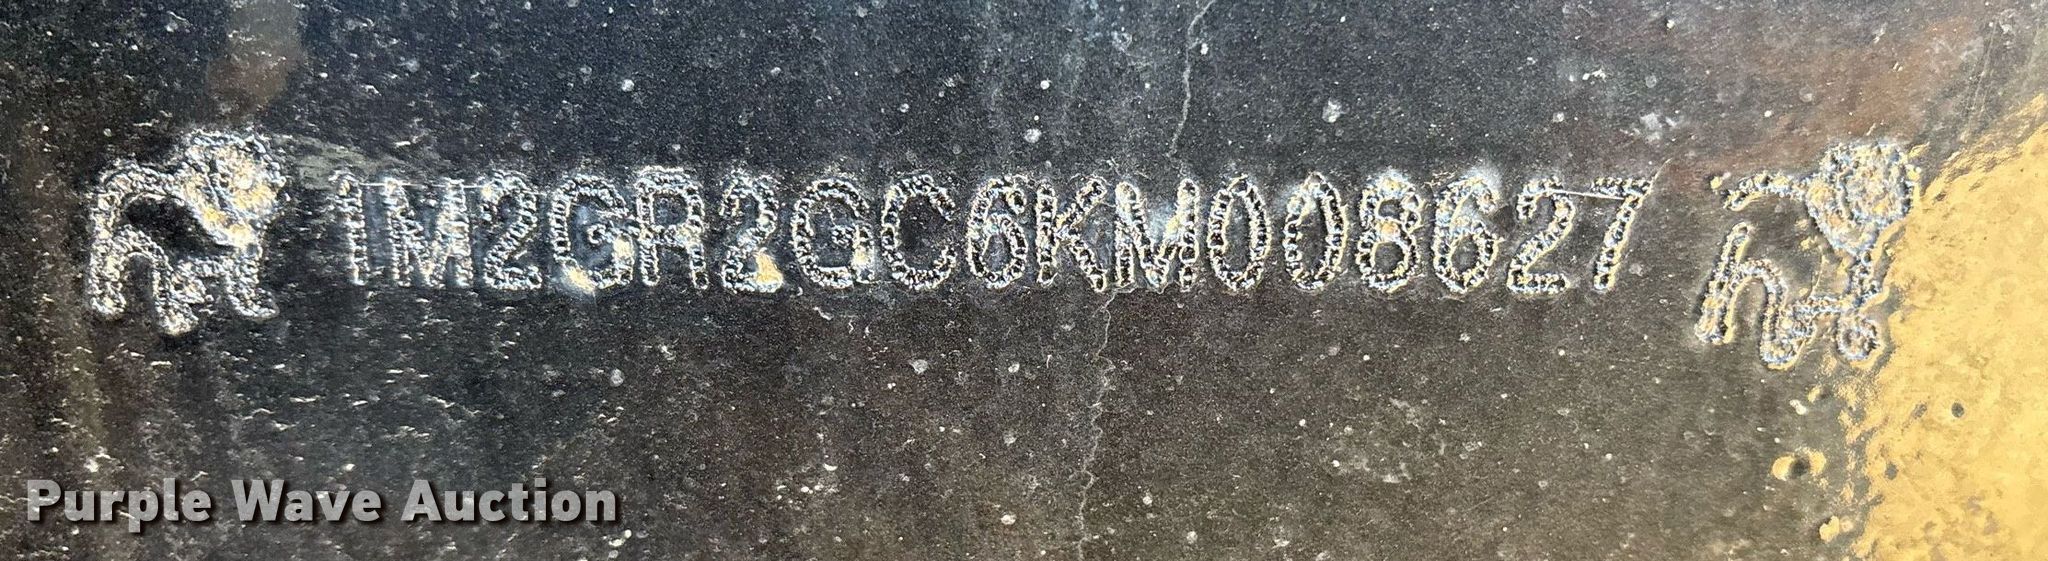 1M2GR2GC6KM008627
Purple Wave Auction